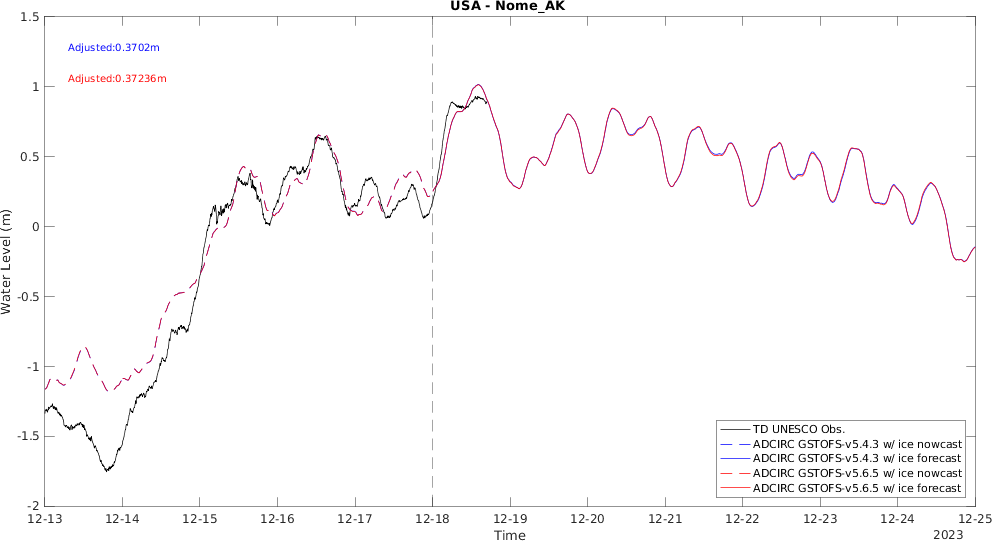 USA - Nome_AK
Adjusted:0.3702m
Adjusted:0.37236m
Water Level (m)
1.5
1
0.5
0
-0.5
-1
-1.5
-2
TD UNESCO Obs.
ADCIRC GSTOFS-v5.4.3 w/ ice nowcast
ADCIRC GSTOFS-v5.4.3 w/ ice forecast
ADCIRC GSTOFS-v5.6.5 w/ ice nowcast
ADCIRC GSTOFS-v5.6.5 w/ ice forecast
12-13 12-14 12-15 12-16 12-17 12-18 12-19 12-20 12-21 12-22 12-23 12-24 12-25
Time
2023